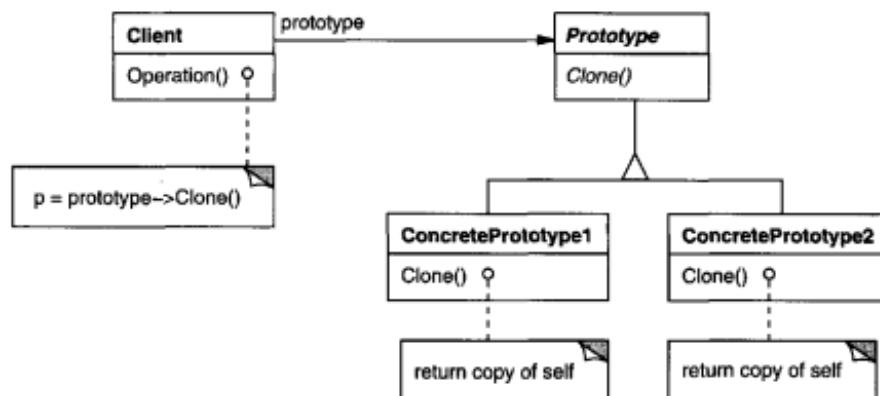 prototype
Client
Prototype
Operation()
Clone()
p = prototype->Clone()
ConcretePrototype1
ConcretePrototype2
Clone()
Clone()
return copy of self
return copy of self